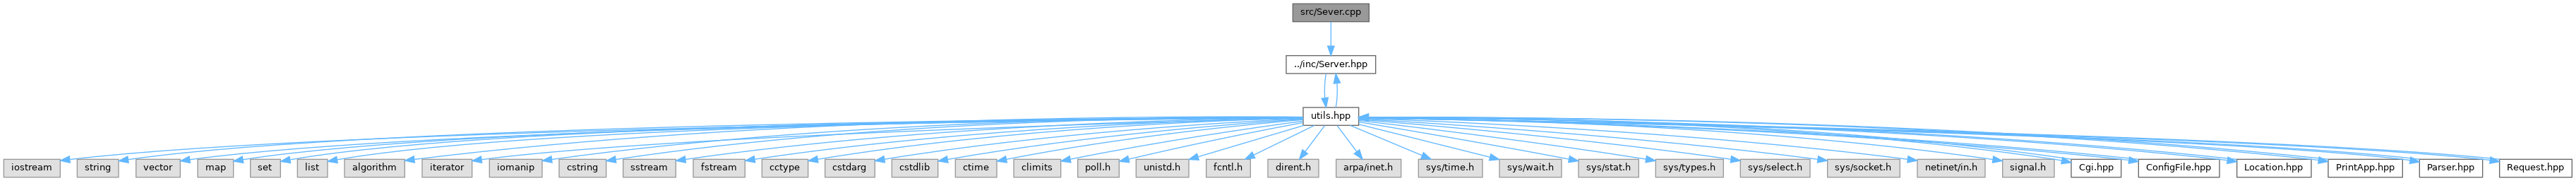 src/Sever.cpp
../inc/Server.hpp
utils.hpp
iostream
string
vector
map
set
list
algorithm
iterator
iomanip
cstring
sstream
fstream
cctype
cstdarg
cstdlib
ctime
climits
poll.h
unistd.h
fcntl.h
dirent.h
arpa/inet.h
sys/time.h
sys/wait.h
sys/stat.h
sys/types.h
sys/select.h
sys/socket.h
netinet/in.h
signal.h
Cgi.hpp
ConfigFile.hpp
Location.hpp
PrintApp.hpp
Parser.hpp
Request.hpp